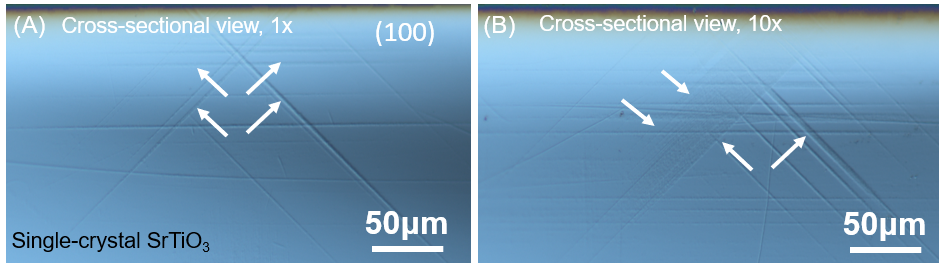 (A) Cross-sectional view, 1x
(100)
50µm
Single-crystal SrTiO₃
(B) Cross-sectional view, 10x
50µm